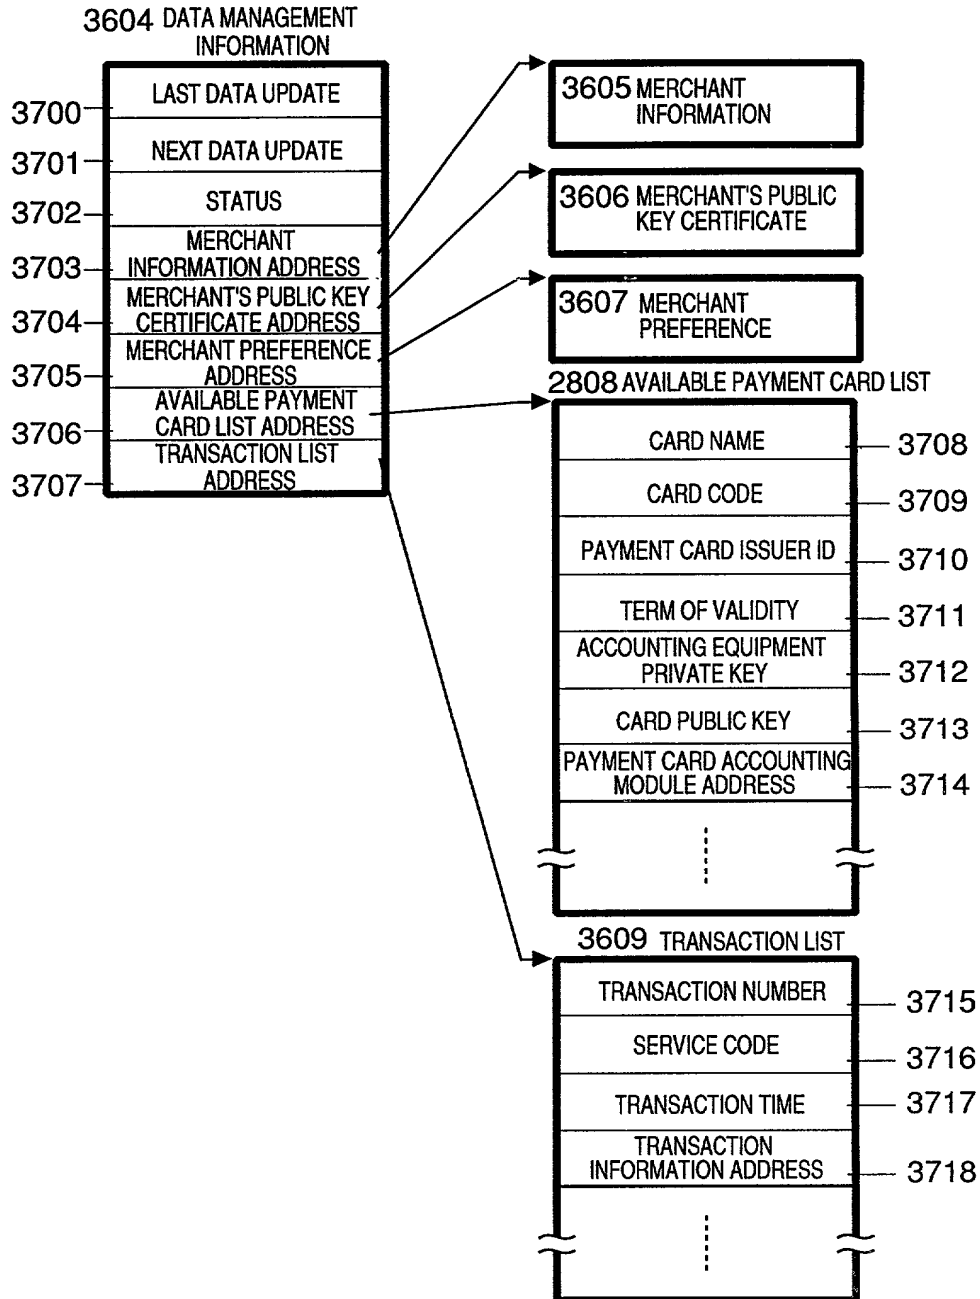 3604 DATA MANAGEMENT
INFORMATION
LAST DATA UPDATE
3700
NEXT DATA UPDATE
3701
STATUS
3702
MERCHANT
INFORMATION ADDRESS
3703
MERCHANT'S PUBLIC KEY
CERTIFICATE ADDRESS
3704
MERCHANT PREFERENCE
ADDRESS
3705
AVAILABLE PAYMENT
CARD LIST ADDRESS
3706
TRANSACTION LIST
ADDRESS
3707
3605 MERCHANT
INFORMATION
3606 MERCHANT'S PUBLIC
KEY CERTIFICATE
3607 MERCHANT
PREFERENCE
2808 AVAILABLE PAYMENT CARD LIST
CARD NAME
3708
CARD CODE
3709
PAYMENT CARD ISSUER ID
3710
TERM OF VALIDITY
3711
ACCOUNTING EQUIPMENT
PRIVATE KEY
3712
CARD PUBLIC KEY
3713
PAYMENT CARD ACCOUNTING
MODULE ADDRESS
3714
3609 TRANSACTION LIST
TRANSACTION NUMBER
3715
SERVICE CODE
3716
TRANSACTION TIME
3717
TRANSACTION
INFORMATION ADDRESS
3718